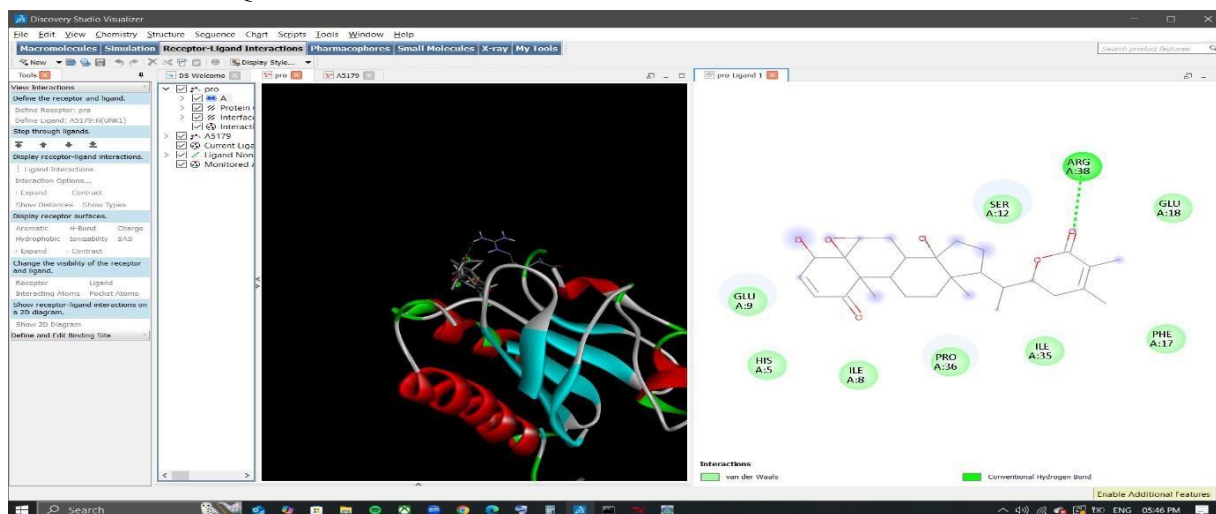 Discovery Studio Visualizer
File Edit View Chemistry Structure Sequence Chart Scripts Tools Window Help
Macromolecules Simulation Receptor-Ligand Interactions Pharmacophores Small Molecules X-ray My Tools
Search product features
New Display Style...
Tools DS Welcome pro A5179 pro Ligand 1
View Interactions
Define the receptor and ligand.
Define Receptor: pro
Define Ligand: A5179:N(UNK1)
Step through ligands.
Display receptor-ligand interactions.
Ligand Interactions
Interaction Options...
Expand Contract
Show Distances Show Types
Display receptor surfaces.
Aromatic H-Bond Charge
Hydrophobic Ionizability SAS
+ Expand - Contract
Change the visibility of the receptor
and ligand.
Receptor Ligand
Interacting Atoms Pocket Atoms
Show receptor-ligand interactions on
a 2D diagram.
Show 2D Diagram
Define and Edit Binding Site
pro
A
Protein
Interface
Interacti
A5179
Current Liga
Ligand Non
Monitored
ARG
A:38
SER
A:12
GLU
A:18
GLU
A:9
HIS
A:5
ILE
A:8
PRO
A:36
ILE
A:35
PHE
A:17
O
O
O
O
O
O
Interactions
van der Waals
Conventional Hydrogen Bond
Enable Additional Features
Search
ENG 05:46 PM